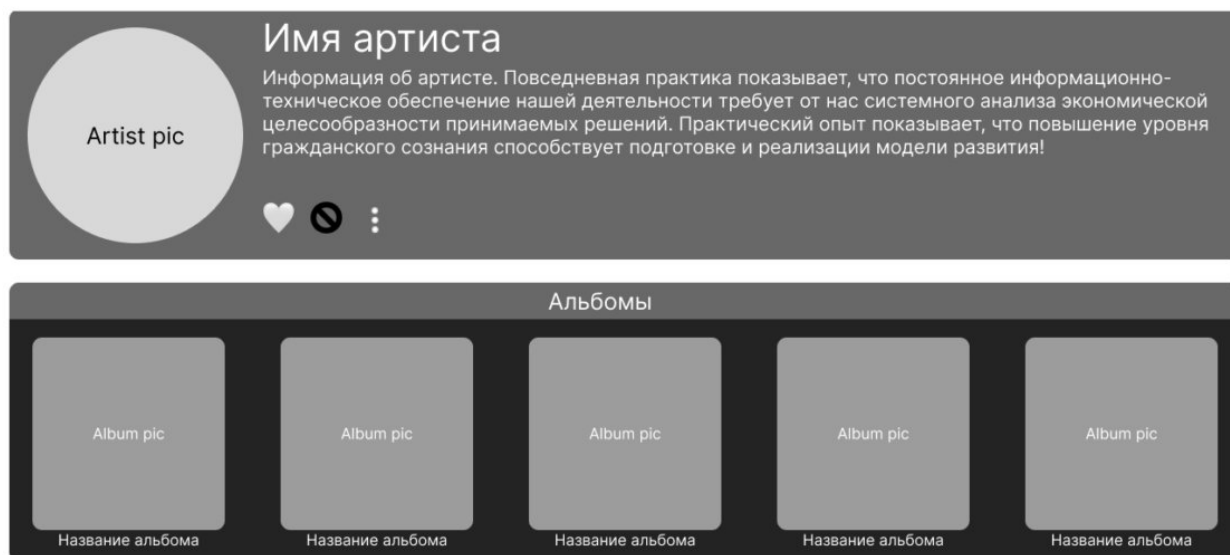 Имя артиста
Artist pic
Информация об артисте. Повседневная практика показывает, что постоянное информационно-
техническое обеспечение нашей деятельности требует от нас системного анализа экономической
целесообразности принимаемых решений. Практический опыт показывает, что повышение уровня
гражданского сознания способствует подготовке и реализации модели развития!
Альбомы
Album pic Album pic Album pic Album pic Album pic
Название альбома Название альбома Название альбома Название альбома Название альбома